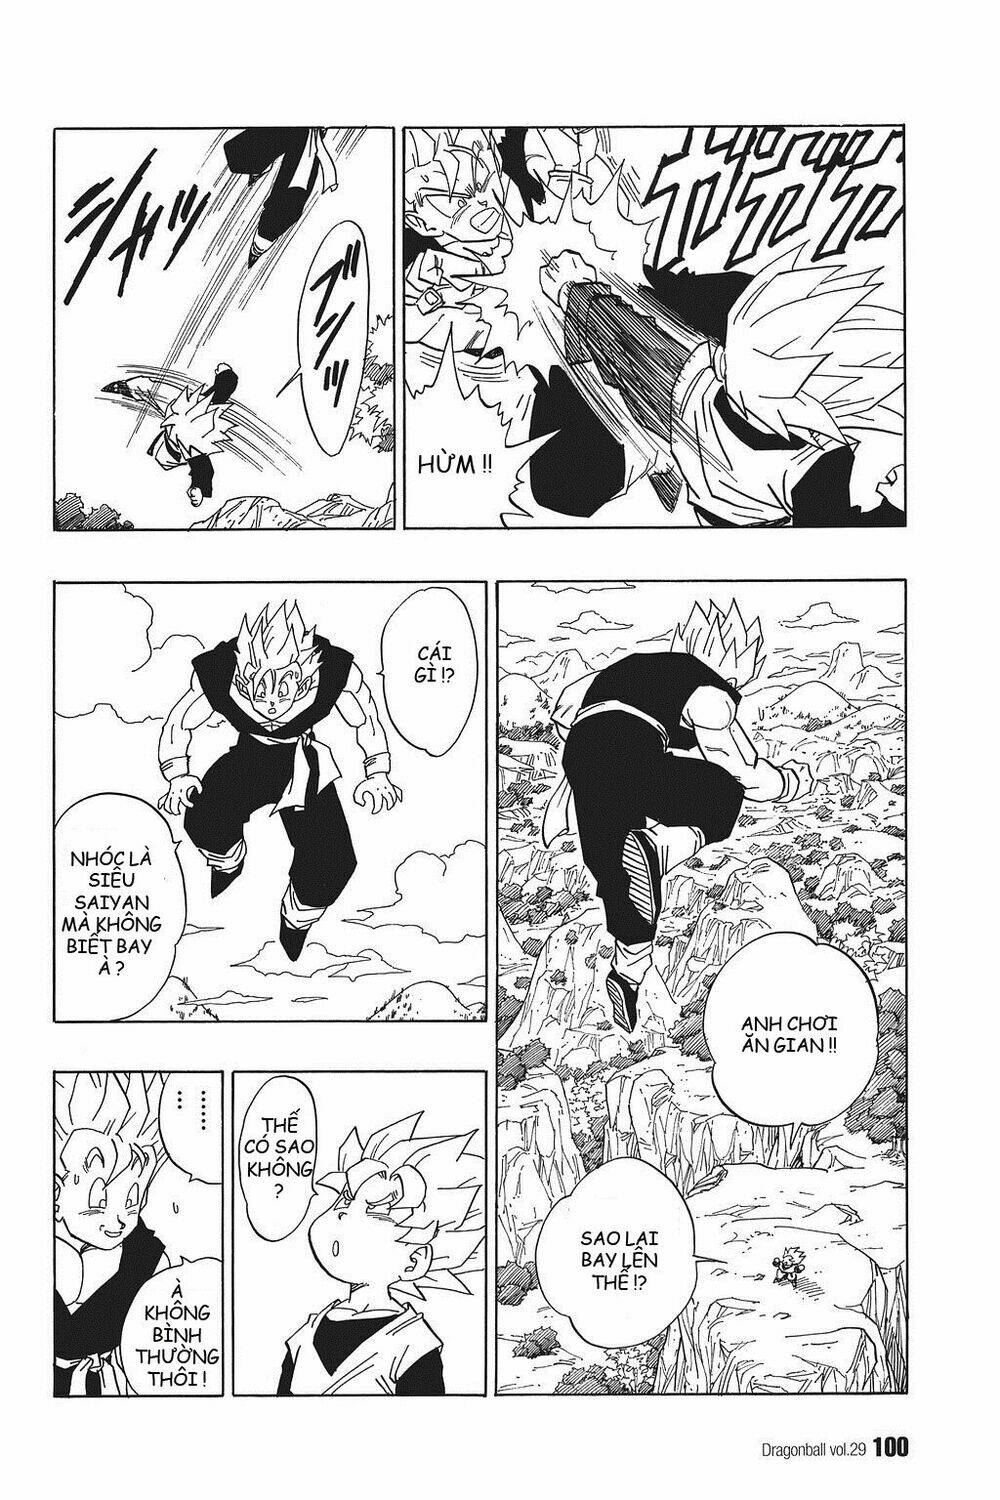 HỪM !!
CÁI
GÌ !?
NHÓC LÀ
SIÊU
SAIYAN
MÀ KHÔNG
BIẾT BAY
À ?
ANH CHƠI
ĂN GIAN !!
SAO LẠI
BAY LÊN
THẾ !?
THẾ
CÓ SAO
KHÔNG
?
......
À
KHÔNG
BÌNH
THƯỜNG
THÔI !
Dragonball vol.29 100